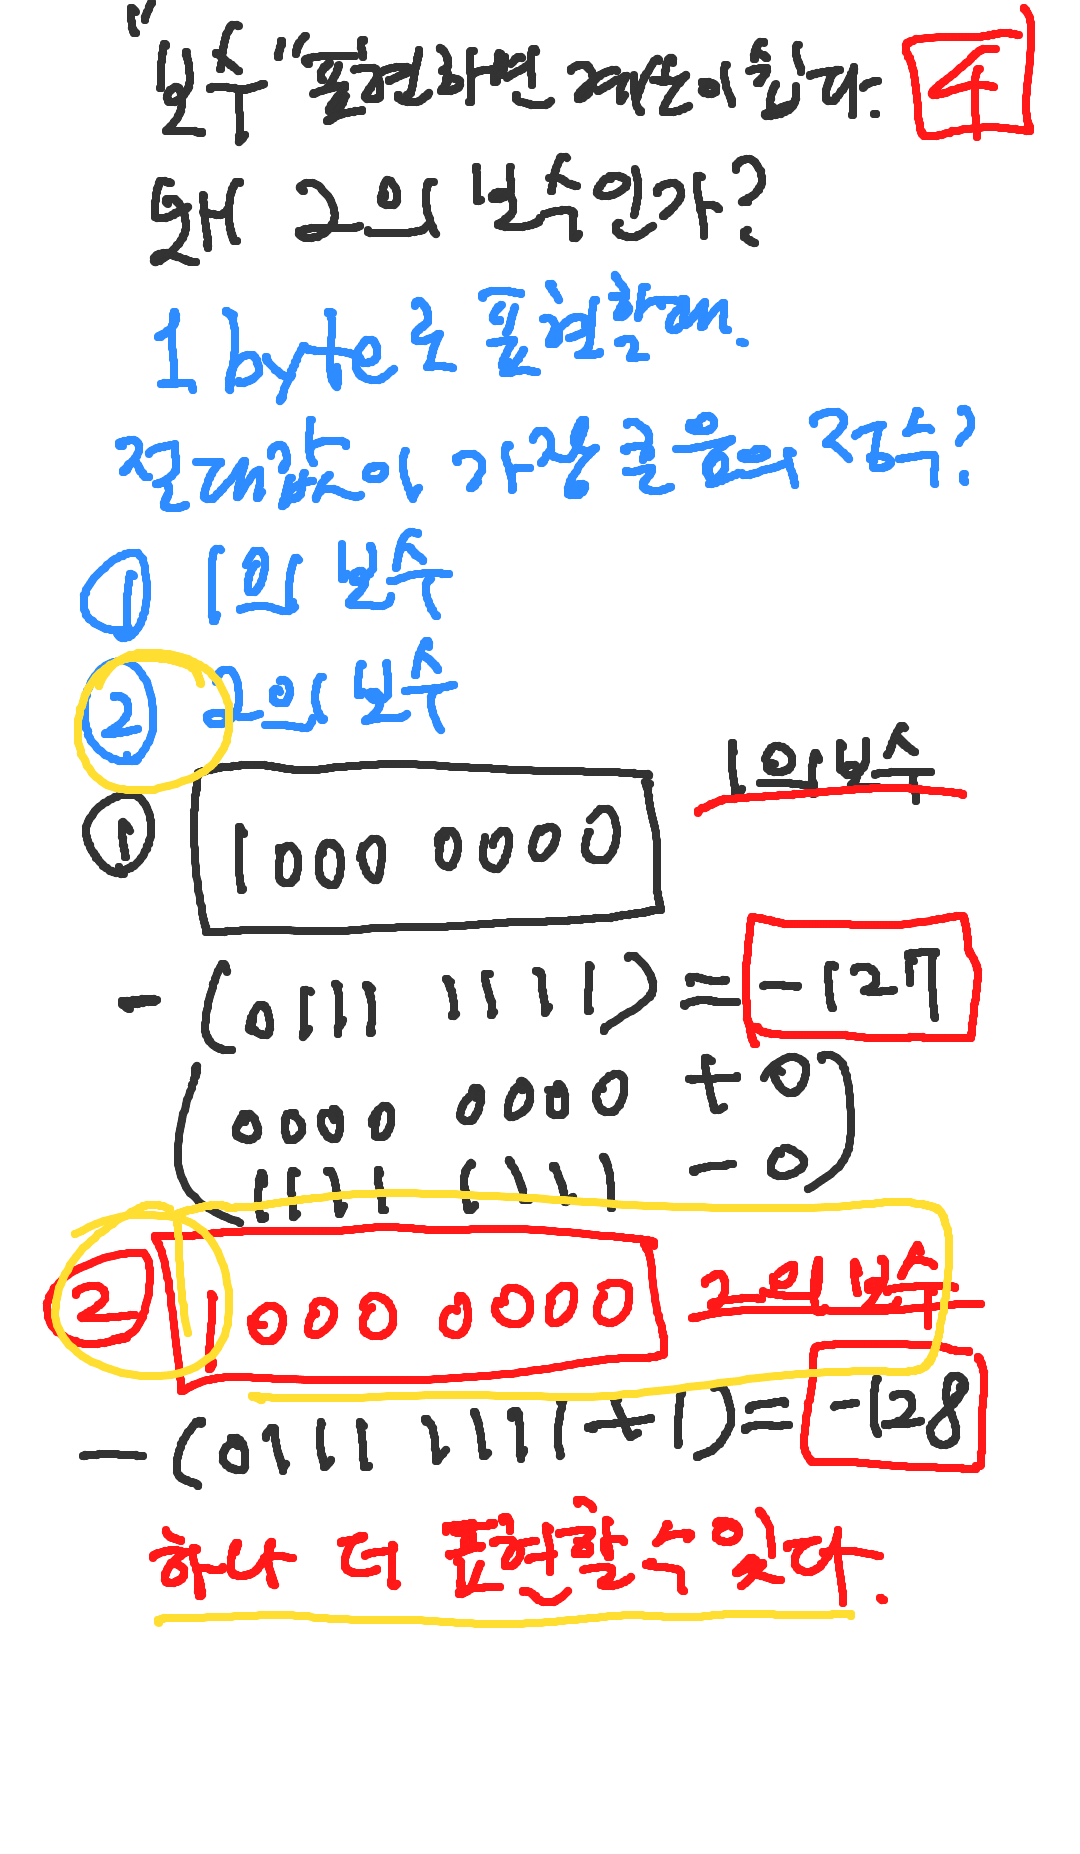 "보수" 표현하면 계산이 쉽다. 4
왜 2의 보수인가?
1 byte로 표현할때.
절대값이 가장 큰 음의 정수?
① 1의 보수
② 2의 보수
1의 보수
① 1000 0000
-(0111 1111) = -127
(0000 0000 +0
1111 1111 -0)
② 1000 0000 2의 보수
-(0111 1111+1) = -128
하나 더 표현할 수 있다.